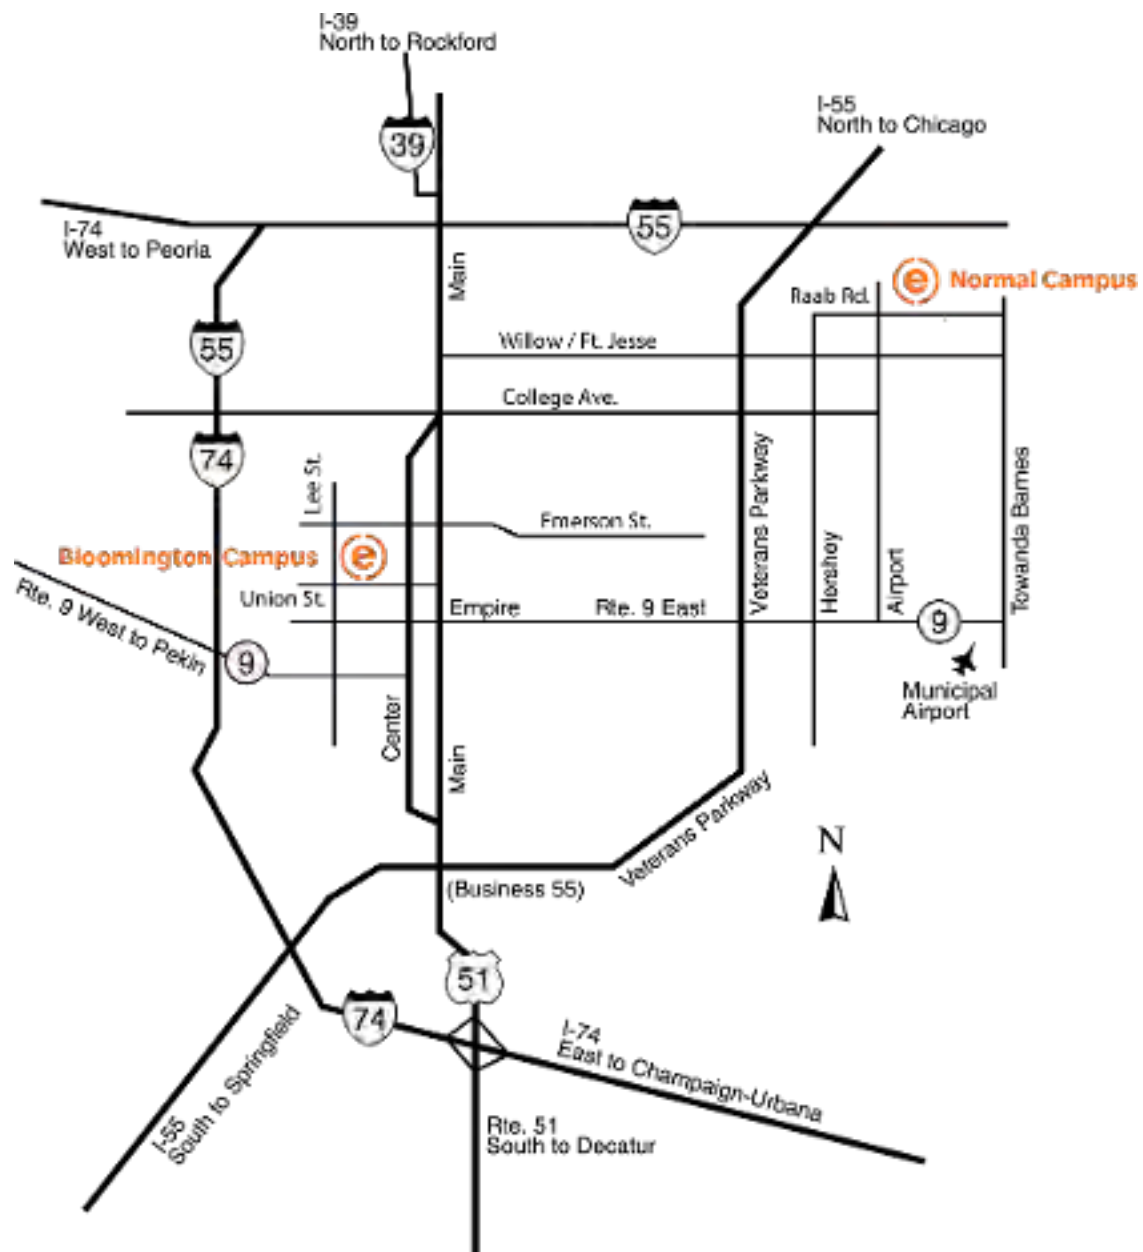 I-39
North to Rockford
39
I-55
North to Chicago
I-74
West to Peoria
55
Main
e Normal Campus
Raab Rd.
55
Willow / Ft. Jesse
College Ave.
74
Lee St.
Emerson St.
Veterans Parkway
Hershey
Airport
Towanda Barnes
Bloomington Campus e
Union St.
Empire
Rte. 9 East
9
Rte. 9 West to Pekin
9
Municipal
Airport
Center
Main
Veterans Parkway
N
(Business 55)
51
74
I-74
East to Champaign-Urbana
I-55
South to Springfield
Rte. 51
South to Decatur